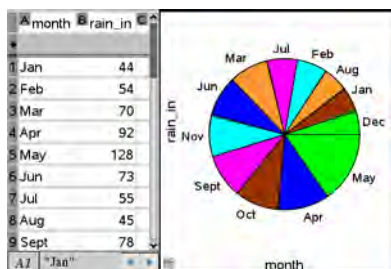 A month B rain_in C
1 Jan 44
2 Feb 54
3 Mar 70
4 Apr 92
5 May 128
6 Jun 73
7 Jul 55
8 Aug 45
9 Sept 78
A1 "Jan"
rain_in
Jul
Feb
Mar
Aug
Jun
Jan
Dec
Nov
May
Sept
Oct
Apr
month